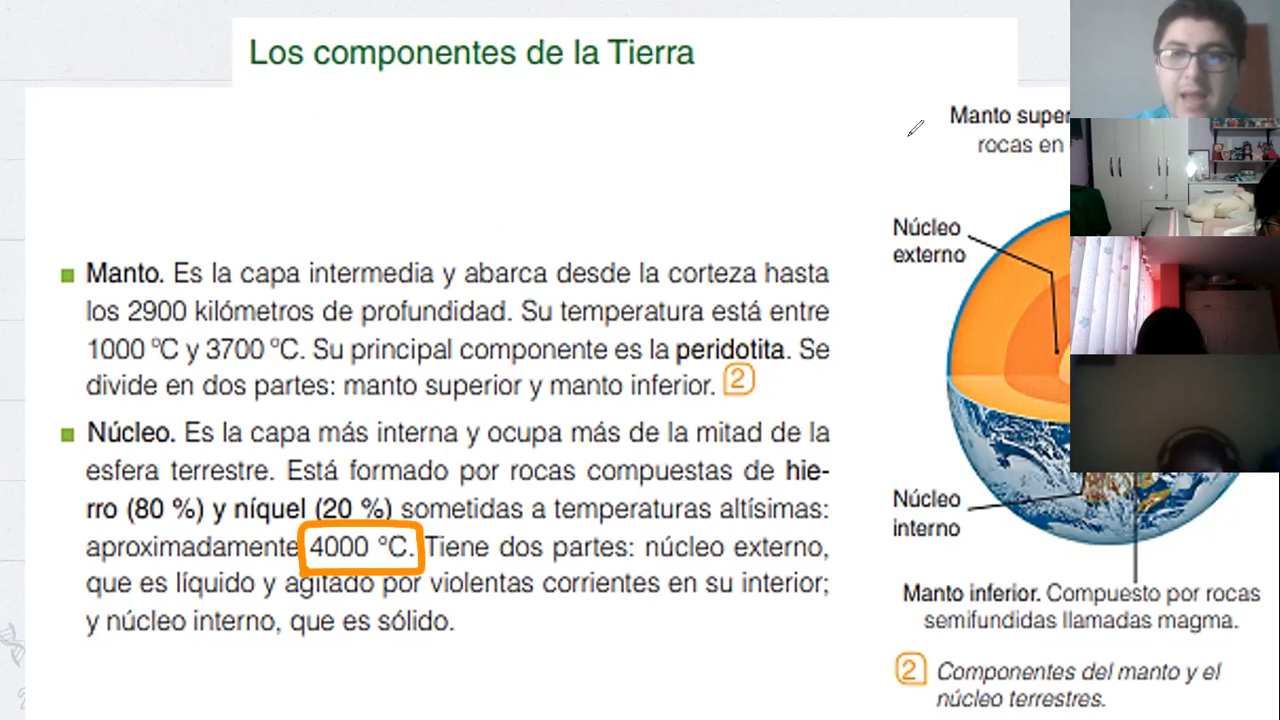 Los componentes de la Tierra
Manto. Es la capa intermedia y abarca desde la corteza hasta
los 2900 kilómetros de profundidad. Su temperatura está entre
1000 ºC y 3700 ºC. Su principal componente es la peridotita. Se
divide en dos partes: manto superior y manto inferior. 2
Núcleo. Es la capa más interna y ocupa más de la mitad de la
esfera terrestre. Está formado por rocas compuestas de hie-
rro (80 %) y níquel (20 %) sometidas a temperaturas altísimas:
aproximadamente 4000 °C. Tiene dos partes: núcleo externo,
que es líquido y agitado por violentas corrientes en su interior;
y núcleo interno, que es sólido.
Manto super
rocas en
Núcleo
externo
Núcleo
interno
Manto inferior. Compuesto por rocas
semifundidas llamadas magma.
2 Componentes del manto y el
núcleo terrestres.